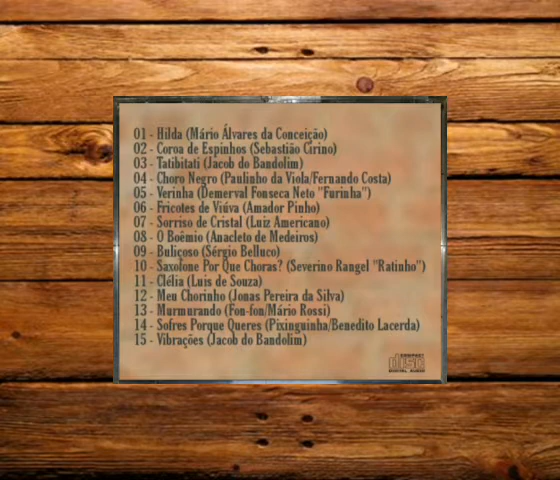 01 - Hilda (Mário Álvares da Conceição)
02 - Coroa de Espinhos (Sebastião Cirino)
03 - Tatibitati (Jacob do Bandolim)
04 - Choro Negro (Paulinho da Viola/Fernando Costa)
05 - Verinha (Demerval Fonseca Neto "Furinha")
06 - Fricotes de Viúva (Amador Pinho)
07 - Sorriso de Cristal (Luiz Americano)
08 - O Boêmio (Anacleto de Medeiros)
09 - Buliçoso (Sérgio Belluco)
10 - Saxofone Por Que Choras? (Severino Rangel "Ratinho")
11 - Clélia (Luis de Souza)
12 - Meu Chorinho (Jonas Pereira da Silva)
13 - Murmurando (Fon-fon/Mário Rossi)
14 - Sofres Porque Queres (Pixinguinha/Benedito Lacerda)
15 - Vibrações (Jacob do Bandolim)
COMPACT
disc
DIGITAL AUDIO